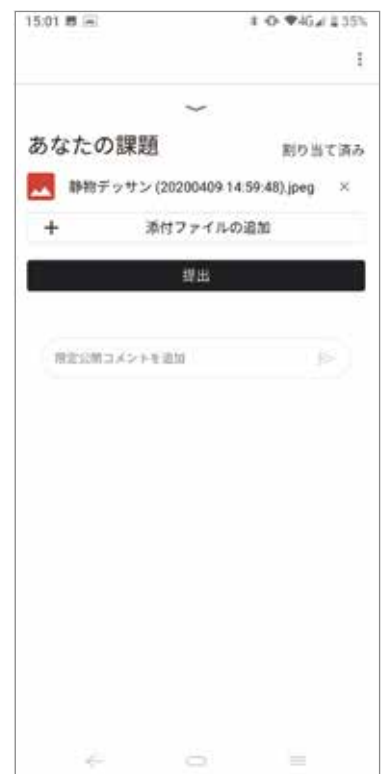 15:01 4G 35%
あなたの課題 割り当て済み
静物デッサン (20200409 14:59:48).jpeg ×
+ 添付ファイルの追加
提出
限定公開コメントを追加